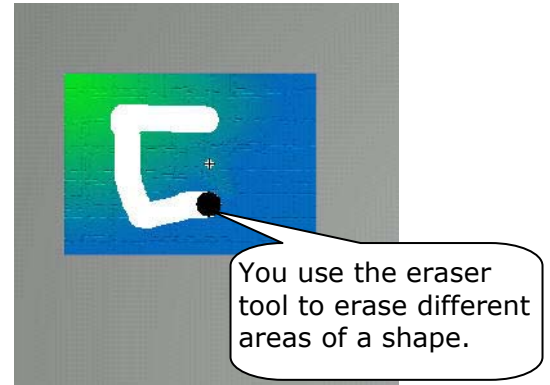 You use the eraser
tool to erase different
areas of a shape.